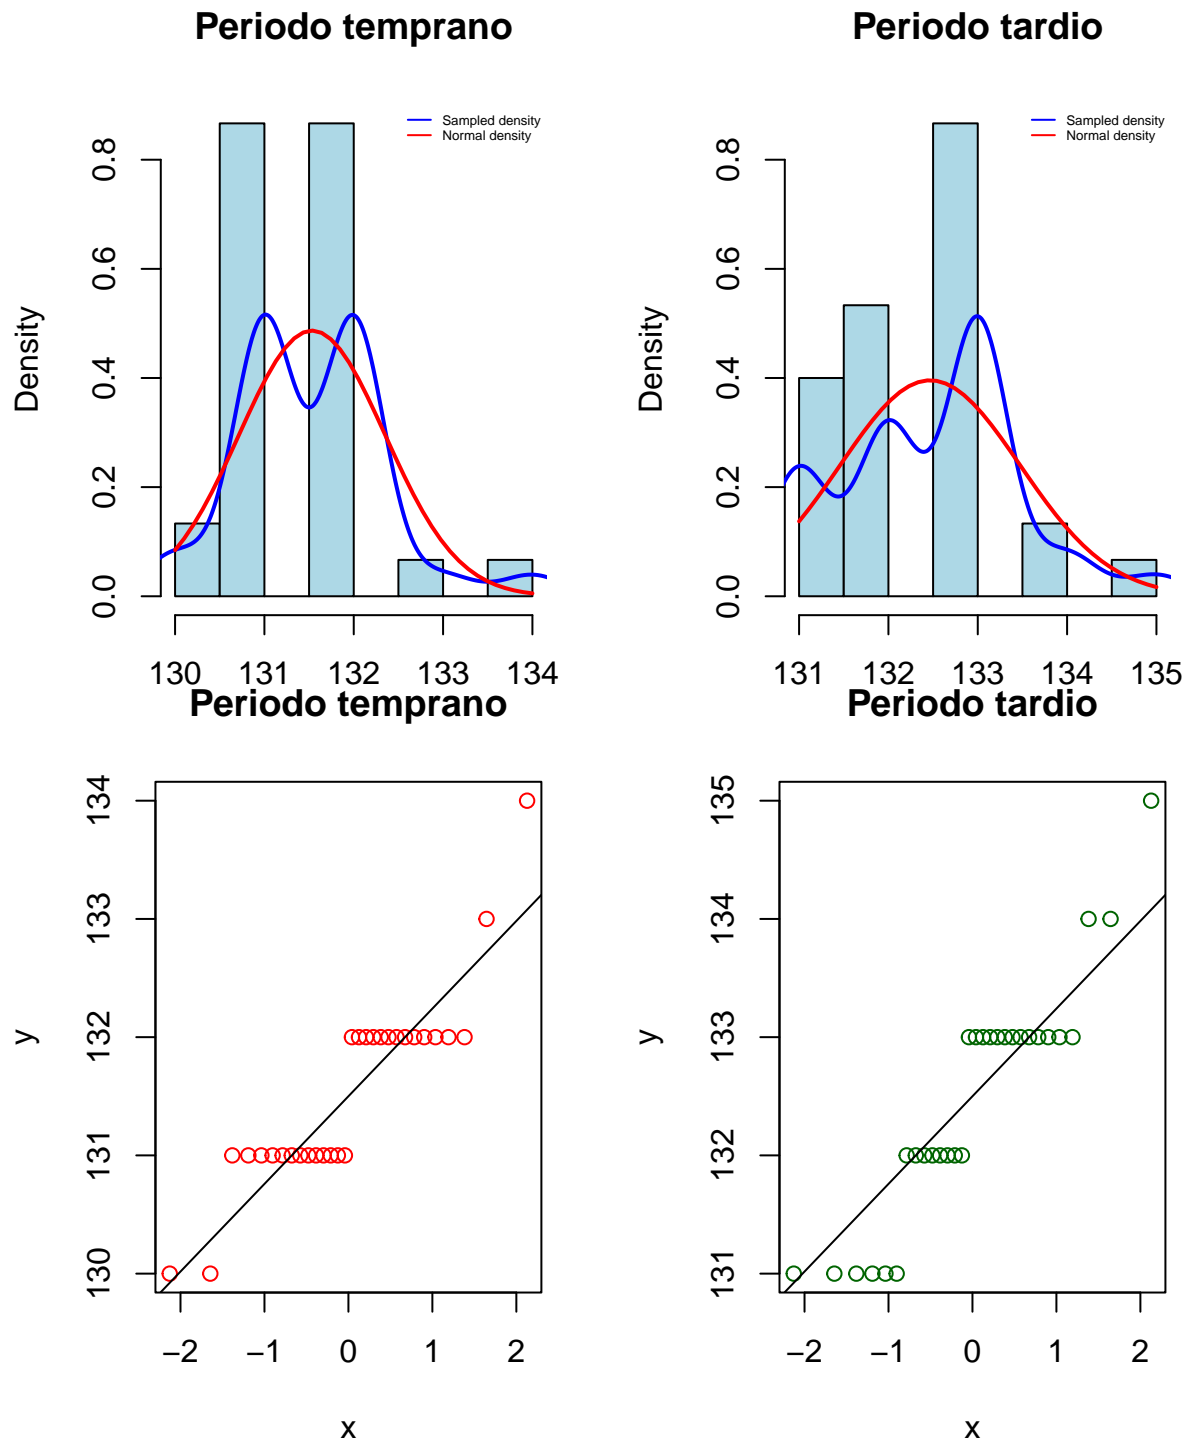 Periodo temprano
Sampled density
Normal density
Density
0.0 0.2 0.4 0.6 0.8
130 131 132 133 134
Periodo tardio
Sampled density
Normal density
Density
0.0 0.2 0.4 0.6 0.8
131 132 133 134 135
Periodo temprano
y
130 131 132 133 134
−2 −1 0 1 2
x
Periodo tardio
y
131 132 133 134 135
−2 −1 0 1 2
x